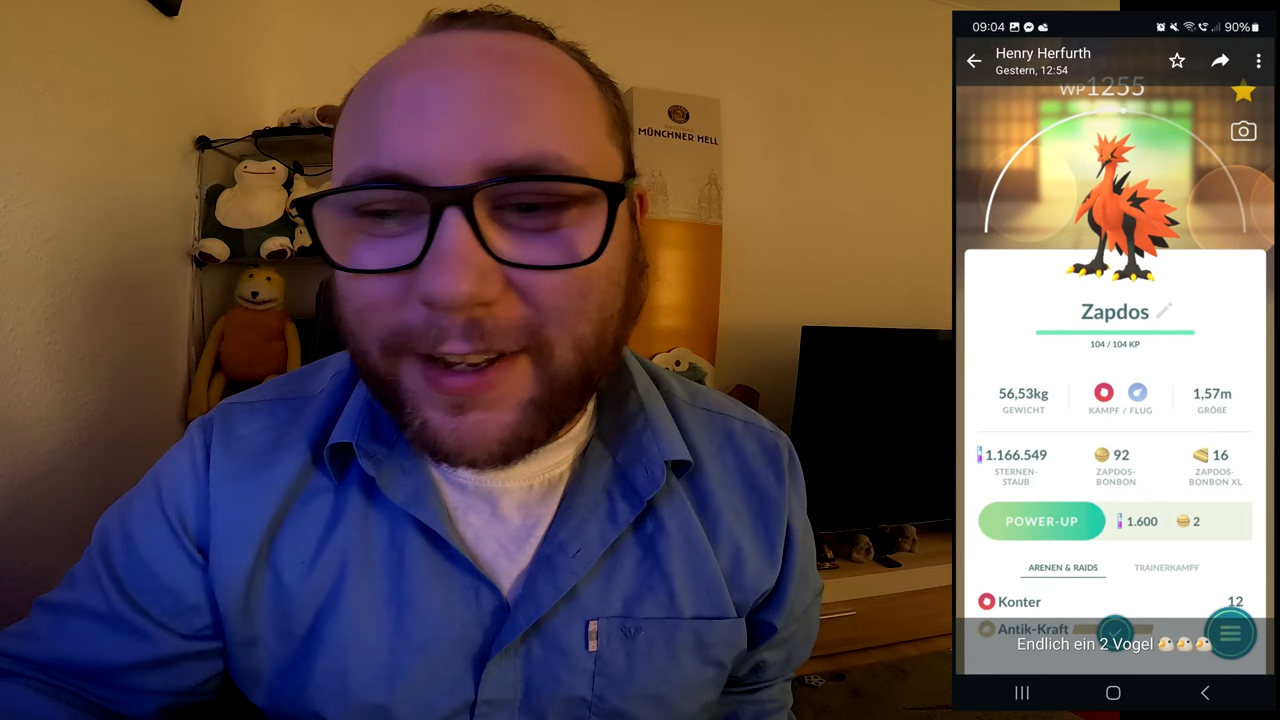 MÜNCHNER HELL
09:04
90%
Henry Herfurth
Gestern, 12:54
WP1255
Zapdos
104 / 104 KP
56,53kg
GEWICHT
KAMPF / FLUG
1,57m
GRÖßE
1.166.549
STERNEN-
STAUB
92
ZAPDOS-
BONBON
16
ZAPDOS-
BONBON XL
POWER-UP
1.600
2
ARENEN & RAIDS
TRAINERKAMPF
Konter
12
Antik-Kraft
Endlich ein 2 Vogel 🐤🐤🐤